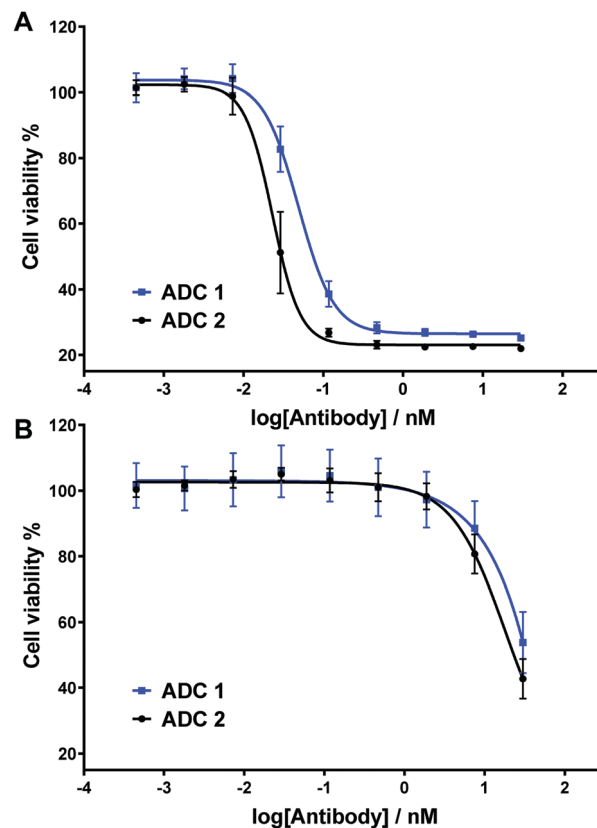 A
120
100
80
60
40
20
Cell viability %
ADC 1
ADC 2
-4 -3 -2 -1 0 1 2
log[Antibody] / nM
B
120
100
80
60
40
20
Cell viability %
ADC 1
ADC 2
-4 -3 -2 -1 0 1 2
log[Antibody] / nM